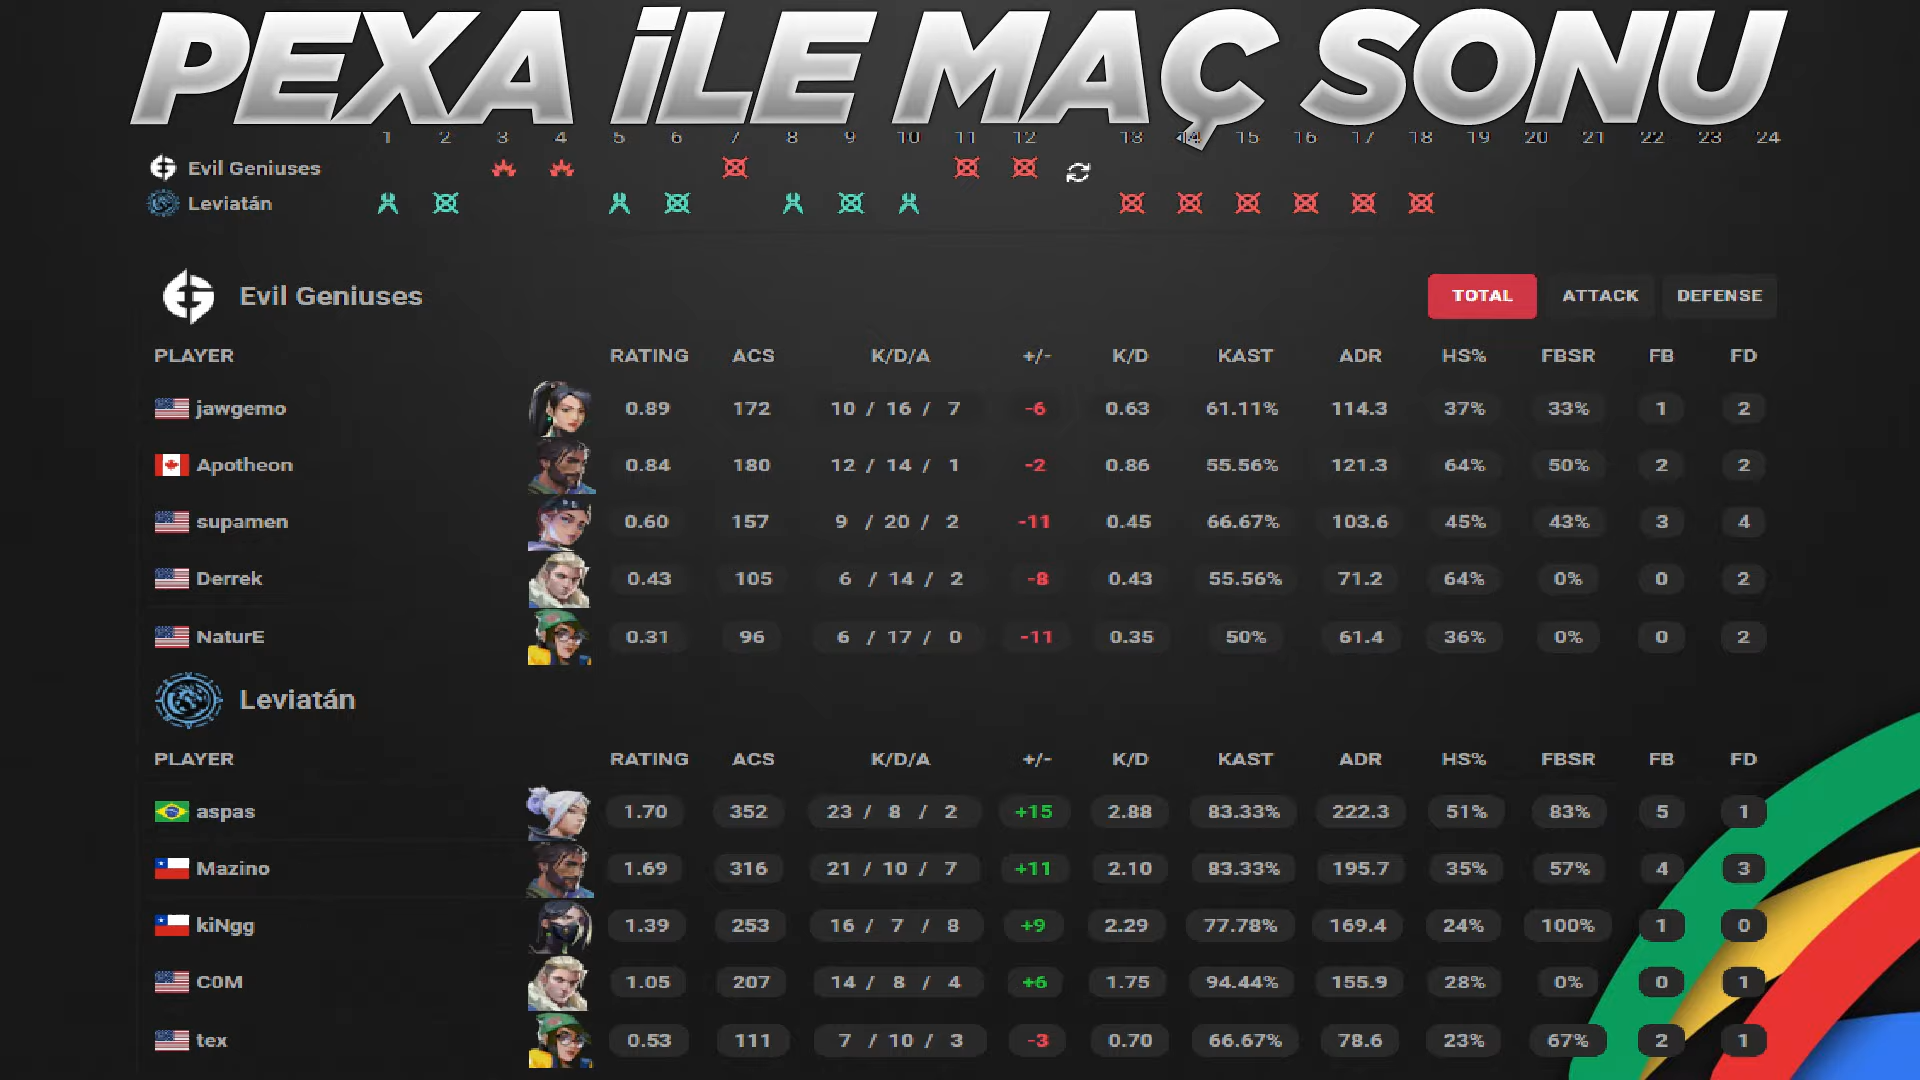 PEXA iLE MAÇ SONU
1 2 3 4 5 6 7 8 9 10 11 12 13 14 15 16 17 18 19 20 21 22 23 24
Evil Geniuses
Leviatán
Evil Geniuses TOTAL ATTACK DEFENSE
PLAYER RATING ACS K/D/A +/- K/D KAST ADR HS% FBSR FB FD
jawgemo 0.89 172 10 / 16 / 7 -6 0.63 61.11% 114.3 37% 33% 1 2
Apotheon 0.84 180 12 / 14 / 1 -2 0.86 55.56% 121.3 64% 50% 2 2
supamen 0.60 157 9 / 20 / 2 -11 0.45 66.67% 103.6 45% 43% 3 4
Derrek 0.43 105 6 / 14 / 2 -8 0.43 55.56% 71.2 64% 0% 0 2
NaturE 0.31 96 6 / 17 / 0 -11 0.35 50% 61.4 36% 0% 0 2
Leviatán
PLAYER RATING ACS K/D/A +/- K/D KAST ADR HS% FBSR FB FD
aspas 1.70 352 23 / 8 / 2 +15 2.88 83.33% 222.3 51% 83% 5 1
Mazino 1.69 316 21 / 10 / 7 +11 2.10 83.33% 195.7 35% 57% 4 3
kiNgg 1.39 253 16 / 7 / 8 +9 2.29 77.78% 169.4 24% 100% 1 0
C0M 1.05 207 14 / 8 / 4 +6 1.75 94.44% 155.9 28% 0% 0 1
tex 0.53 111 7 / 10 / 3 -3 0.70 66.67% 78.6 23% 67% 2 1